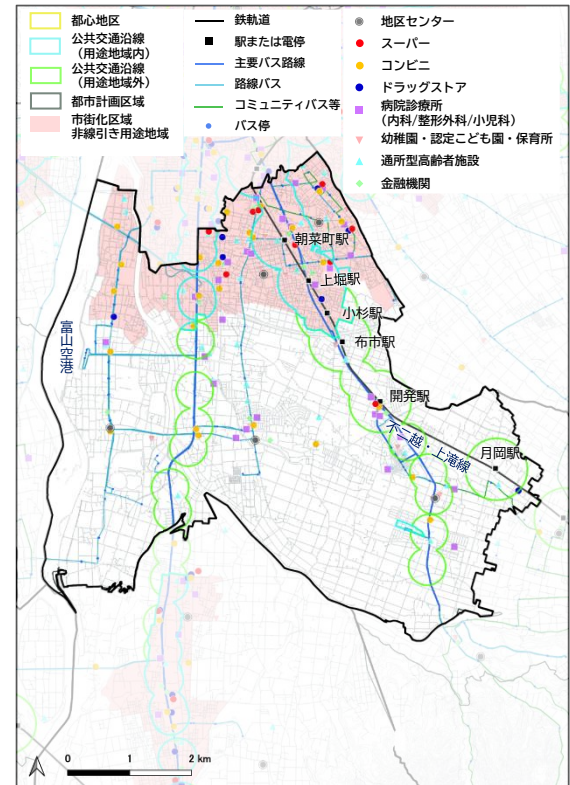 都心地区
公共交通沿線
（用途地域内）
公共交通沿線
（用途地域外）
都市計画区域
市街化区域
非線引き用途地域
鉄軌道
駅または電停
主要バス路線
路線バス
コミュニティバス等
バス停
地区センター
スーパー
コンビニ
ドラッグストア
病院診療所
（内科/整形外科/小児科）
幼稚園・認定こども園・保育所
通所型高齢者施設
金融機関
朝菜町駅
上堀駅
小杉駅
布市駅
富山空港
開発駅
不二越・上滝線
月岡駅
0 1 2 km